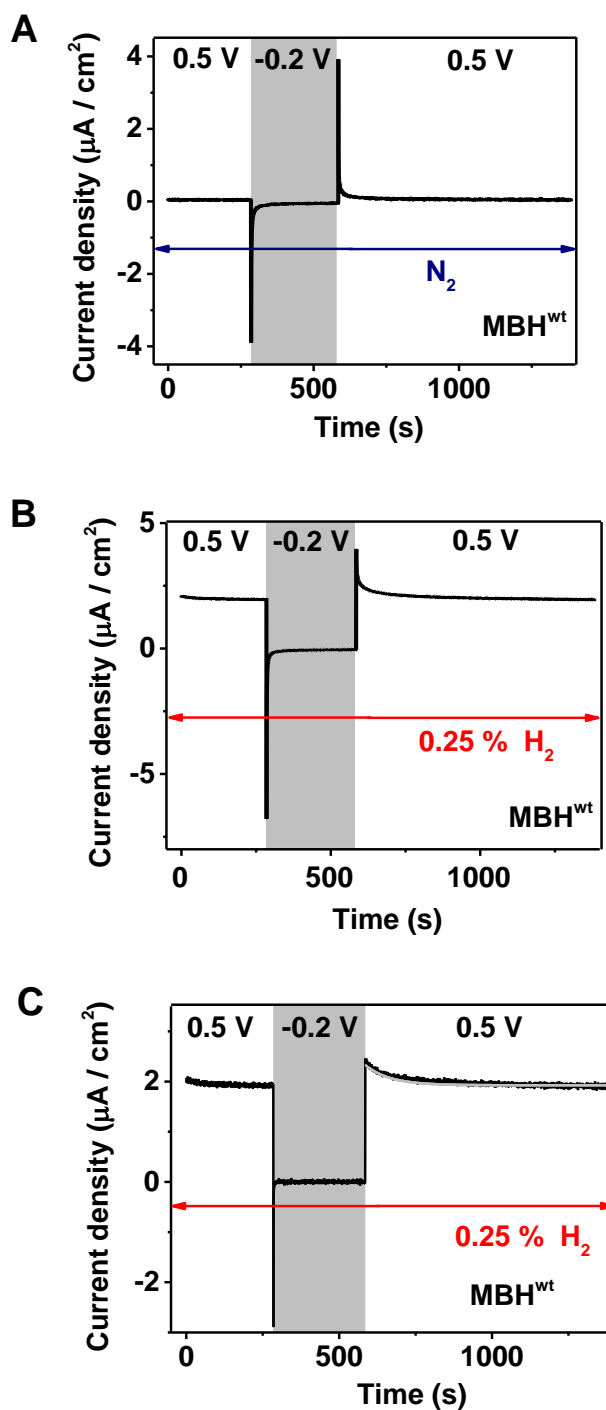 A
0.5 V -0.2 V 0.5 V
4
2
0
-2
-4
N₂
MBHʷᵗ
0 500 1000
Time (s)
Current density (μA / cm²)
B
0.5 V -0.2 V 0.5 V
5
0
-5
0.25 % H₂
MBHʷᵗ
0 500 1000
Time (s)
Current density (μA / cm²)
C
0.5 V -0.2 V 0.5 V
2
0
-2
0.25 % H₂
MBHʷᵗ
0 500 1000
Time (s)
Current density (μA / cm²)